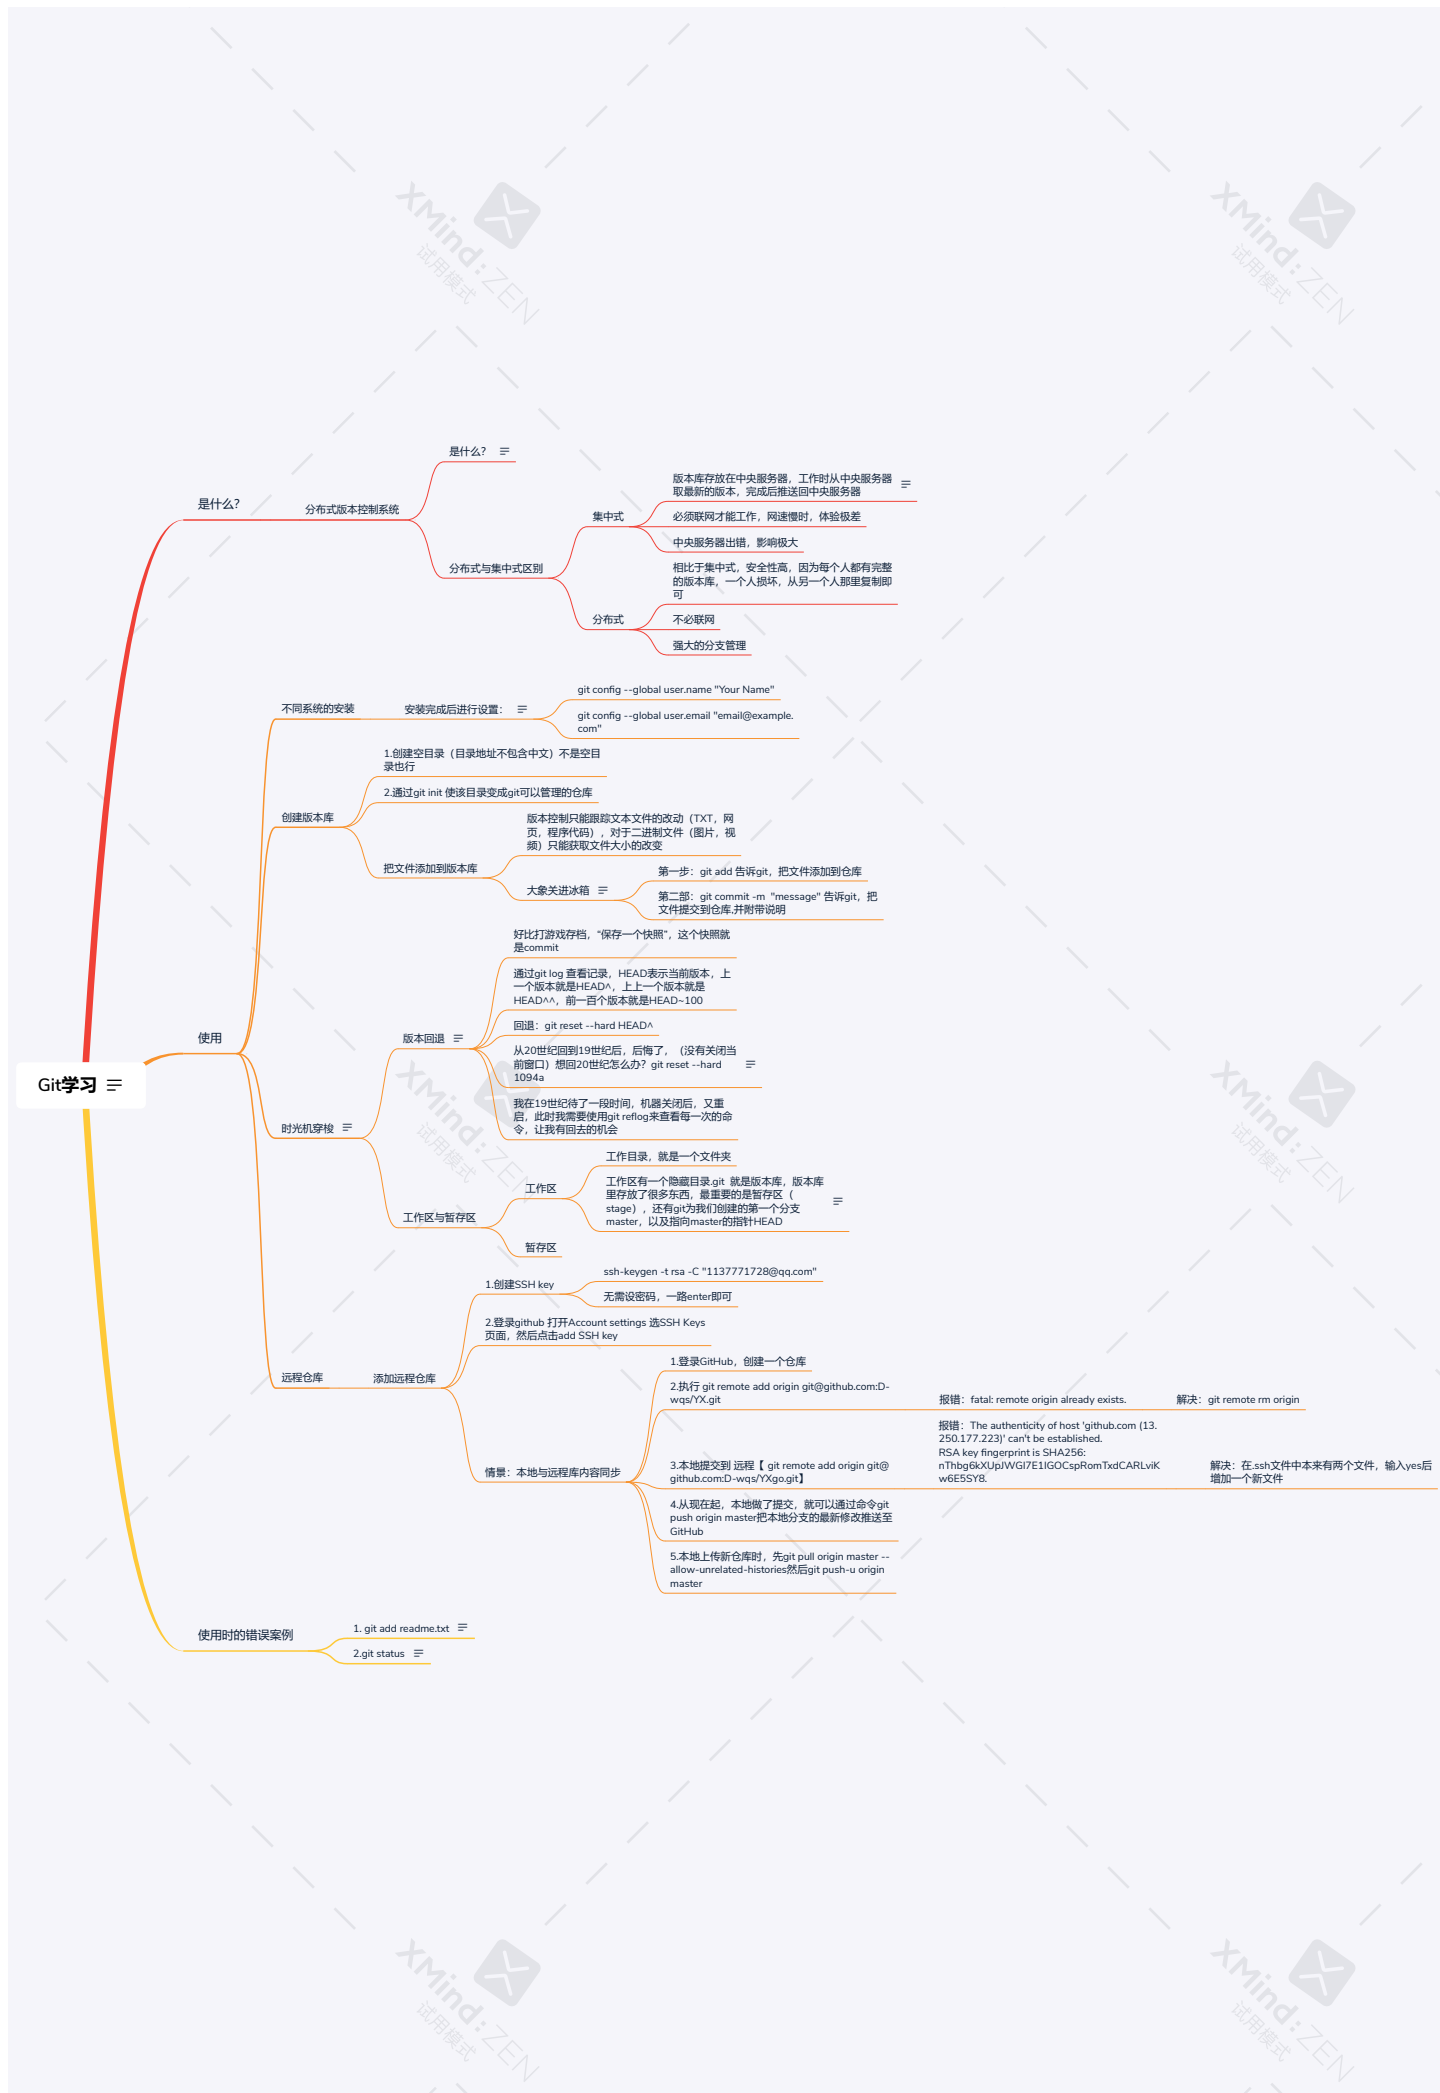 XMind:ZEN
试用模式
XMind:ZEN
试用模式
是什么？
版本库存放在中央服务器，工作时从中央服务器
取最新的版本，完成后推送回中央服务器
是什么？
分布式版本控制系统
集中式
必须联网才能工作，网速慢时，体验极差
中央服务器出错，影响极大
分布式与集中式区别
相比于集中式，安全性高，因为每个人都有完整
的版本库，一个人损坏，从另一个人那里复制即
可
分布式
不必联网
强大的分支管理
git config --global user.name "Your Name"
不同系统的安装
安装完成后进行设置：
git config --global user.email "email@example.
com"
1.创建空目录（目录地址不包含中文）不是空目
录也行
2.通过git init 使该目录变成git可以管理的仓库
创建版本库
版本控制只能跟踪文本文件的改动（TXT，网
页，程序代码），对于二进制文件（图片，视
频）只能获取文件大小的改变
把文件添加到版本库
第一步：git add 告诉git，把文件添加到仓库
大象关进冰箱
第二部：git commit -m  "message" 告诉git，把
文件提交到仓库,并附带说明
好比打游戏存档，“保存一个快照”，这个快照就
是commit
通过git log 查看记录，HEAD表示当前版本，上
一个版本就是HEAD^，上上一个版本就是
HEAD^^，前一百个版本就是HEAD~100
使用
版本回退
回退：git reset --hard HEAD^
从20世纪回到19世纪后，后悔了，（没有关闭当
前窗口）想回20世纪怎么办？git reset --hard
1094a
Git学习
XMind:ZEN
试用模式
XMind:ZEN
试用模式
我在19世纪待了一段时间，机器关闭后，又重
启，此时我需要使用git reflog来查看每一次的命
令，让我有回去的机会
时光机穿梭
工作目录，就是一个文件夹
工作区
工作区有一个隐藏目录.git  就是版本库，版本库
里存放了很多东西，最重要的是暂存区（
stage），还有git为我们创建的第一个分支
master，以及指向master的指针HEAD
工作区与暂存区
暂存区
ssh-keygen -t rsa -C "1137771728@qq.com"
1.创建SSH key
无需设密码，一路enter即可
2.登录github 打开Account settings 选SSH Keys
页面，然后点击add SSH key
远程仓库
添加远程仓库
1.登录GitHub，创建一个仓库
2.执行 git remote add origin git@github.com:D-
wqs/YX.git
报错：fatal: remote origin already exists.
解决：git remote rm origin
情景：本地与远程库内容同步
3.本地提交到 远程【 git remote add origin git@
github.com:D-wqs/YXgo.git】
报错：The authenticity of host 'github.com (13.
250.177.223)' can't be established.
RSA key fingerprint is SHA256:
nThbg6kXUpJWGl7E1IGOCspRomTxdCARLviK
w6E5SY8.
解决：在.ssh文件中本来有两个文件，输入yes后
增加一个新文件
4.从现在起，本地做了提交，就可以通过命令git
push origin master把本地分支的最新修改推送至
GitHub
5.本地上传新仓库时，先git pull origin master --
allow-unrelated-histories然后git push-u origin
master
使用时的错误案例
1. git add readme.txt
2.git status
XMind:ZEN
试用模式
XMind:ZEN
试用模式